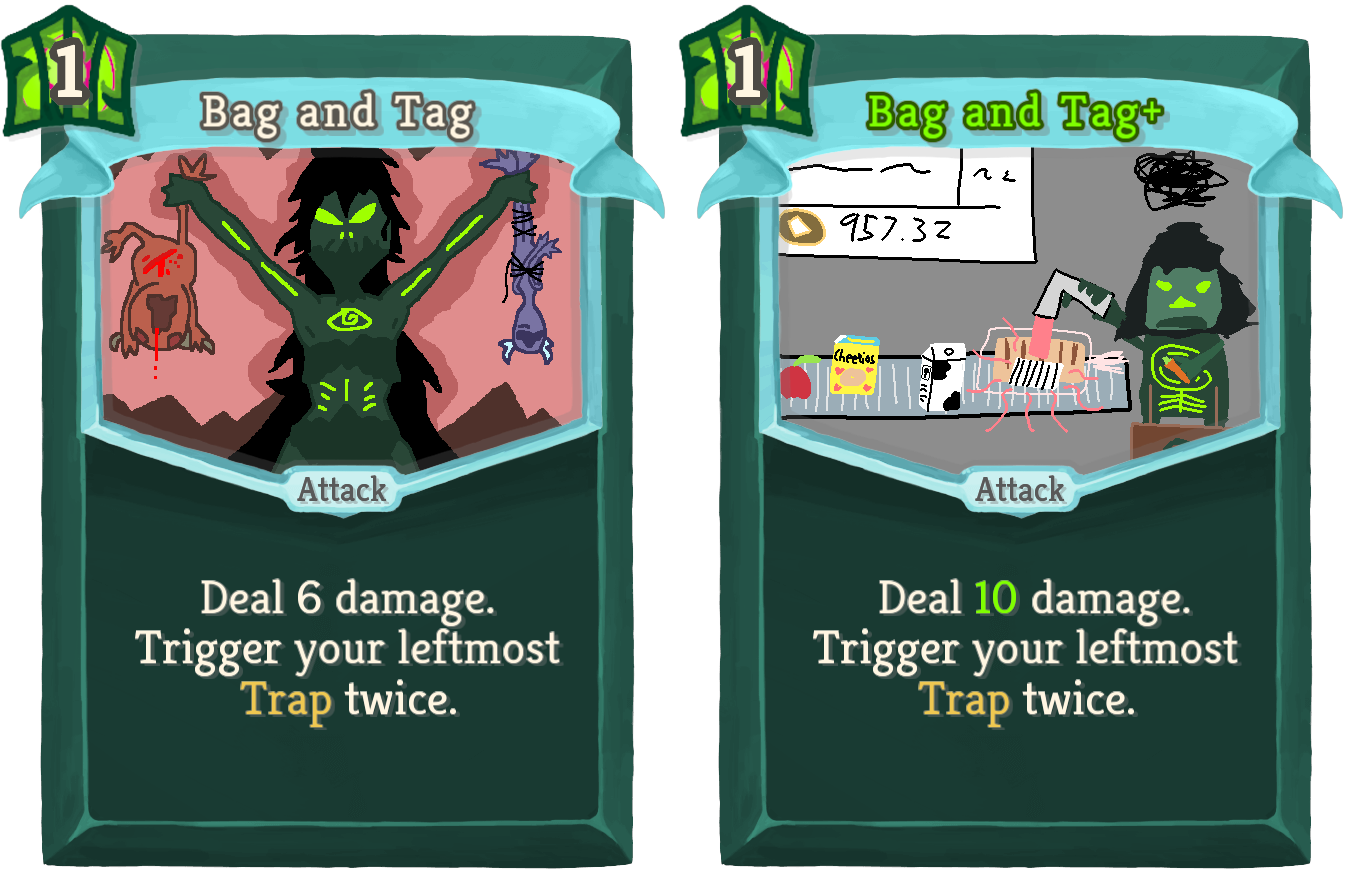 1
Bag and Tag
Attack
Deal 6 damage.
Trigger your leftmost
Trap twice.
1
Bag and Tag+
957.32
Cheetios
Attack
Deal 10 damage.
Trigger your leftmost
Trap twice.